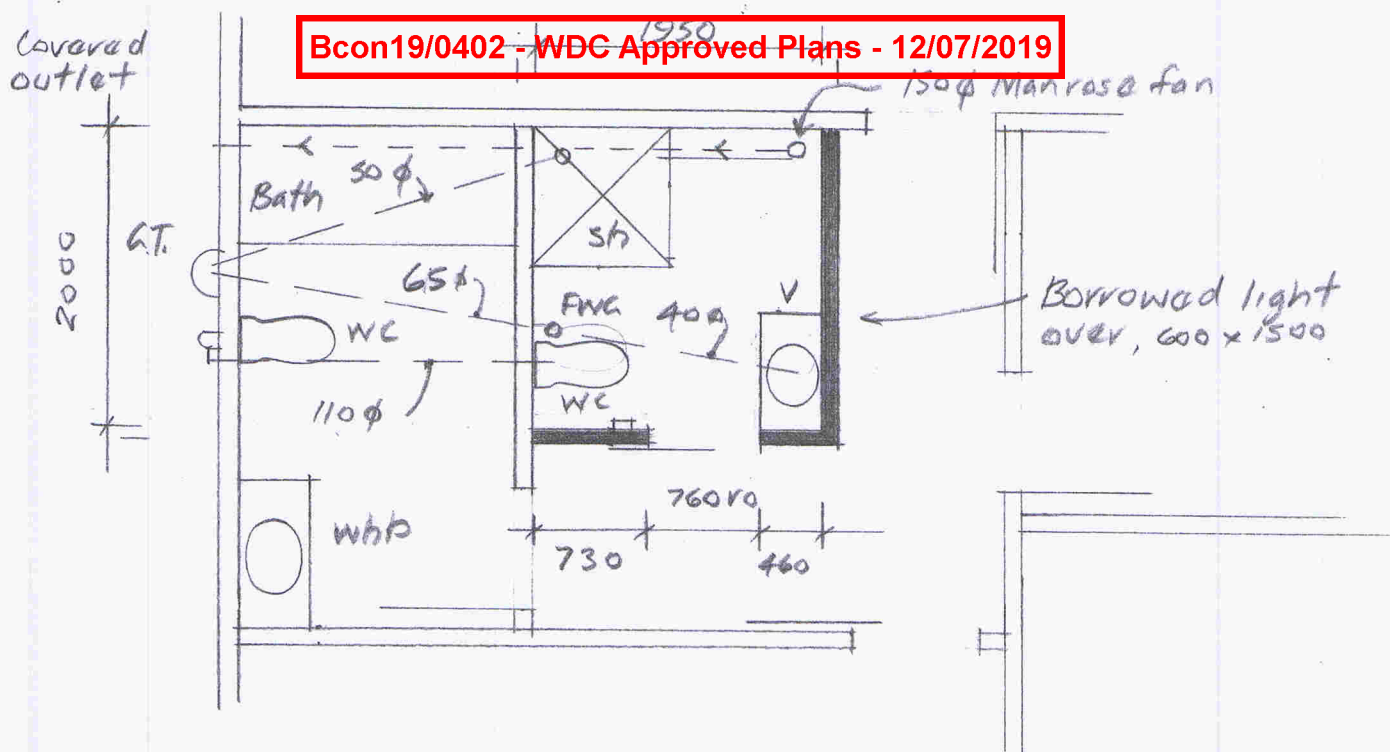 1950
Bcon19/0402 - WDC Approved Plans - 12/07/2019
Covered
outlet
150φ Manrose fan
50φ
Bath
G.T.
sh
2000
65φ
FWG
40φ
V
Borrowed light
over, 600 x 1500
WC
WC
110φ
760 ro
whb
730
460